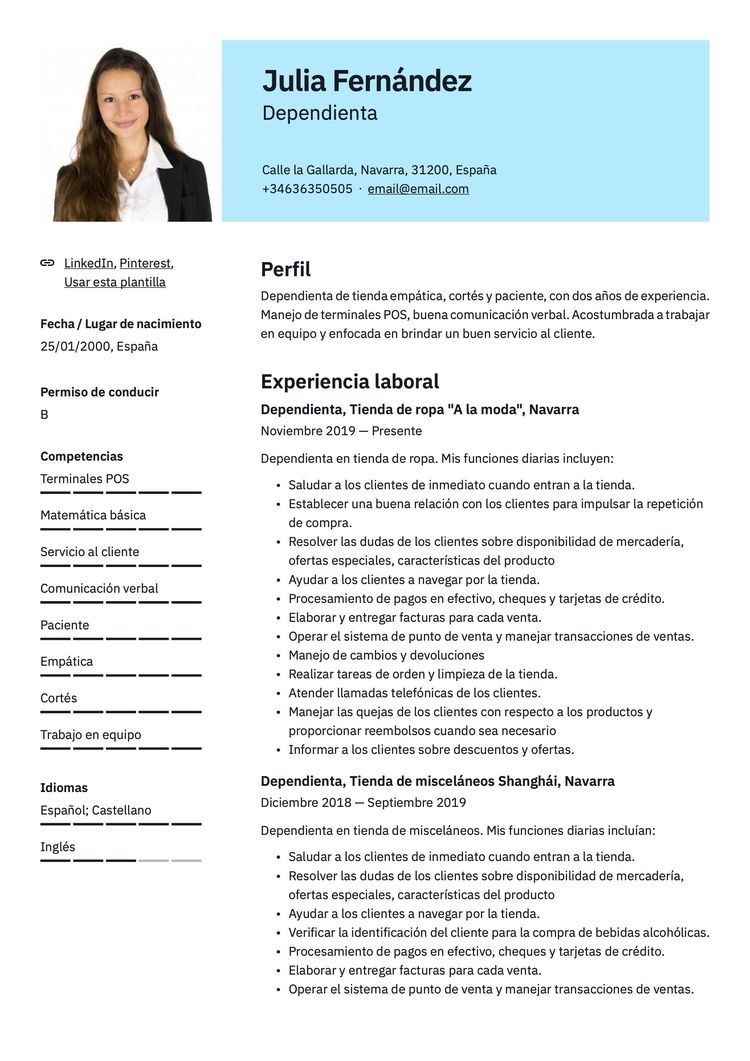 Julia Fernández
Dependienta
Calle la Gallarda, Navarra, 31200, España
+34636350505 · email@email.com
LinkedIn, Pinterest,
Usar esta plantilla
Fecha / Lugar de nacimiento
25/01/2000, España
Permiso de conducir
B
Competencias
Terminales POS
Matemática básica
Servicio al cliente
Comunicación verbal
Paciente
Empática
Cortés
Trabajo en equipo
Idiomas
Español; Castellano
Inglés
Perfil
Dependienta de tienda empática, cortés y paciente, con dos años de experiencia.
Manejo de terminales POS, buena comunicación verbal. Acostumbrada a trabajar
en equipo y enfocada en brindar un buen servicio al cliente.
Experiencia laboral
Dependienta, Tienda de ropa "A la moda", Navarra
Noviembre 2019 — Presente
Dependienta en tienda de ropa. Mis funciones diarias incluyen:
• Saludar a los clientes de inmediato cuando entran a la tienda.
• Establecer una buena relación con los clientes para impulsar la repetición
de compra.
• Resolver las dudas de los clientes sobre disponibilidad de mercadería,
ofertas especiales, características del producto
• Ayudar a los clientes a navegar por la tienda.
• Procesamiento de pagos en efectivo, cheques y tarjetas de crédito.
• Elaborar y entregar facturas para cada venta.
• Operar el sistema de punto de venta y manejar transacciones de ventas.
• Manejo de cambios y devoluciones
• Realizar tareas de orden y limpieza de la tienda.
• Atender llamadas telefónicas de los clientes.
• Manejar las quejas de los clientes con respecto a los productos y
proporcionar reembolsos cuando sea necesario
• Informar a los clientes sobre descuentos y ofertas.
Dependienta, Tienda de misceláneos Shanghái, Navarra
Diciembre 2018 — Septiembre 2019
Dependienta en tienda de misceláneos. Mis funciones diarias incluían:
• Saludar a los clientes de inmediato cuando entran a la tienda.
• Resolver las dudas de los clientes sobre disponibilidad de mercadería,
ofertas especiales, características del producto
• Ayudar a los clientes a navegar por la tienda.
• Verificar la identificación del cliente para la compra de bebidas alcohólicas.
• Procesamiento de pagos en efectivo, cheques y tarjetas de crédito.
• Elaborar y entregar facturas para cada venta.
• Operar el sistema de punto de venta y manejar transacciones de ventas.